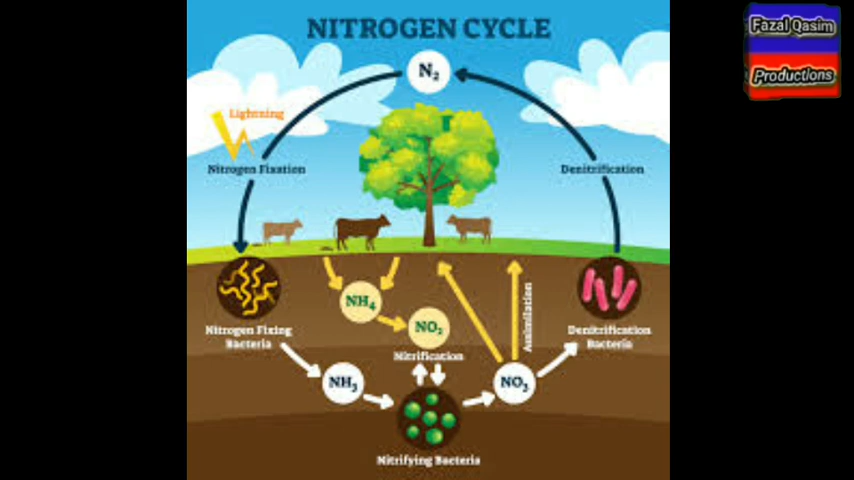 NITROGEN CYCLE
Fazal Qasim
Productions
N₂
Lightning
Nitrogen Fixation
Denitrification
NH₄
NO₂
Nitrification
Assimilation
Nitrogen Fixing
Bacteria
Denitrification
Bacteria
NH₃
NO₃
Nitrifying Bacteria